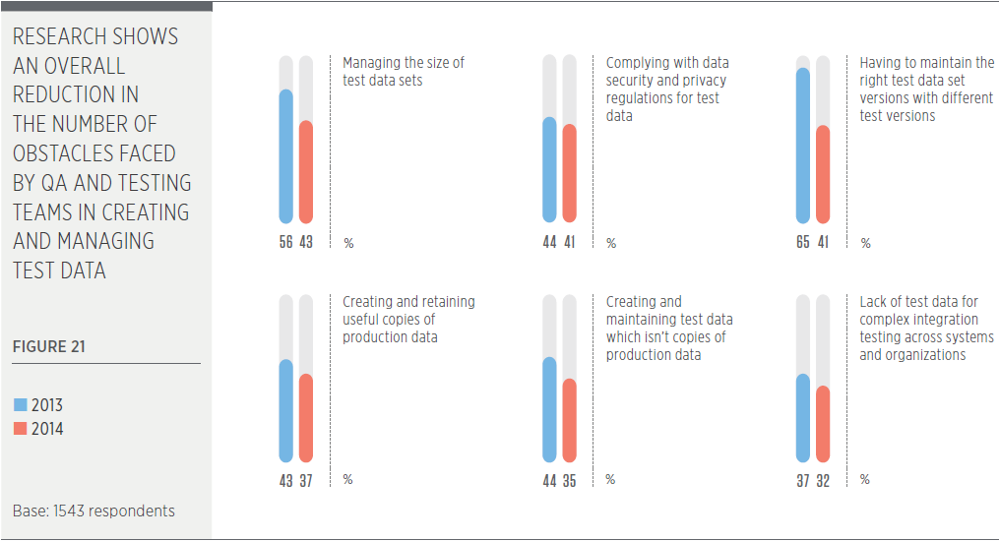 RESEARCH SHOWS
AN OVERALL
REDUCTION IN
THE NUMBER OF
OBSTACLES FACED
BY QA AND TESTING
TEAMS IN CREATING
AND MANAGING
TEST DATA
FIGURE 21
2013
2014
Base: 1543 respondents
Managing the size of
test data sets
56 43 %
Complying with data
security and privacy
regulations for test
data
44 41 %
Having to maintain the
right test data set
versions with different
test versions
65 41 %
Creating and retaining
useful copies of
production data
43 37 %
Creating and
maintaining test data
which isn't copies of
production data
44 35 %
Lack of test data for
complex integration
testing across systems
and organizations
37 32 %